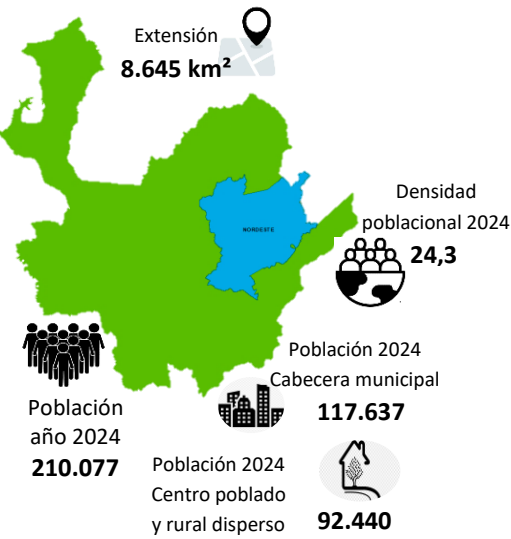 Extensión
8.645 km²
NORDESTE
Densidad
poblacional 2024
24,3
Población
año 2024
210.077
Población 2024
Cabecera municipal
117.637
Población 2024
Centro poblado
y rural disperso
92.440